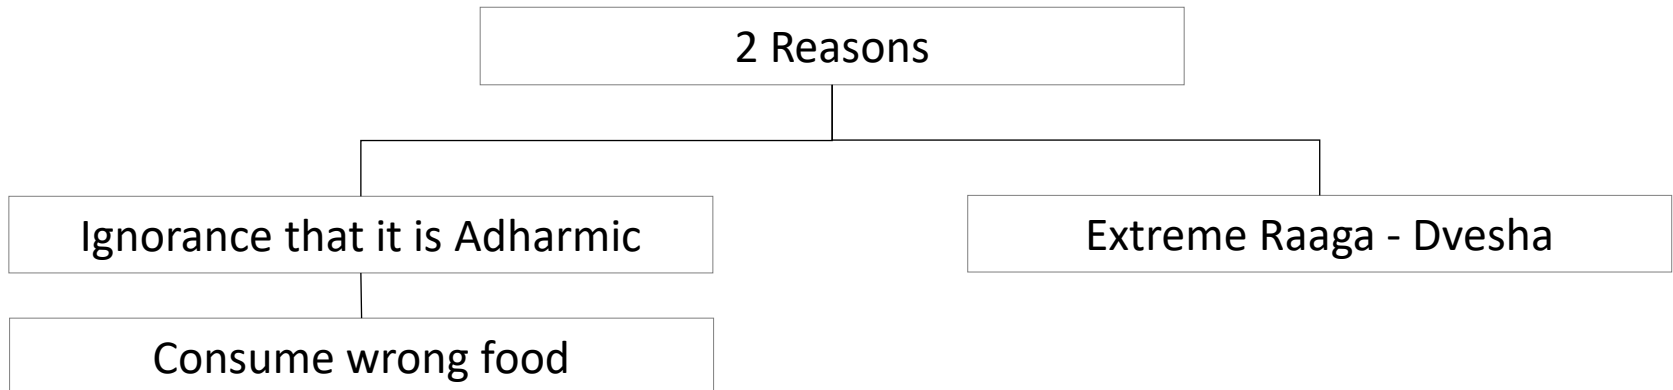 2 Reasons
Ignorance that it is Adharmic
Extreme Raaga - Dvesha
Consume wrong food